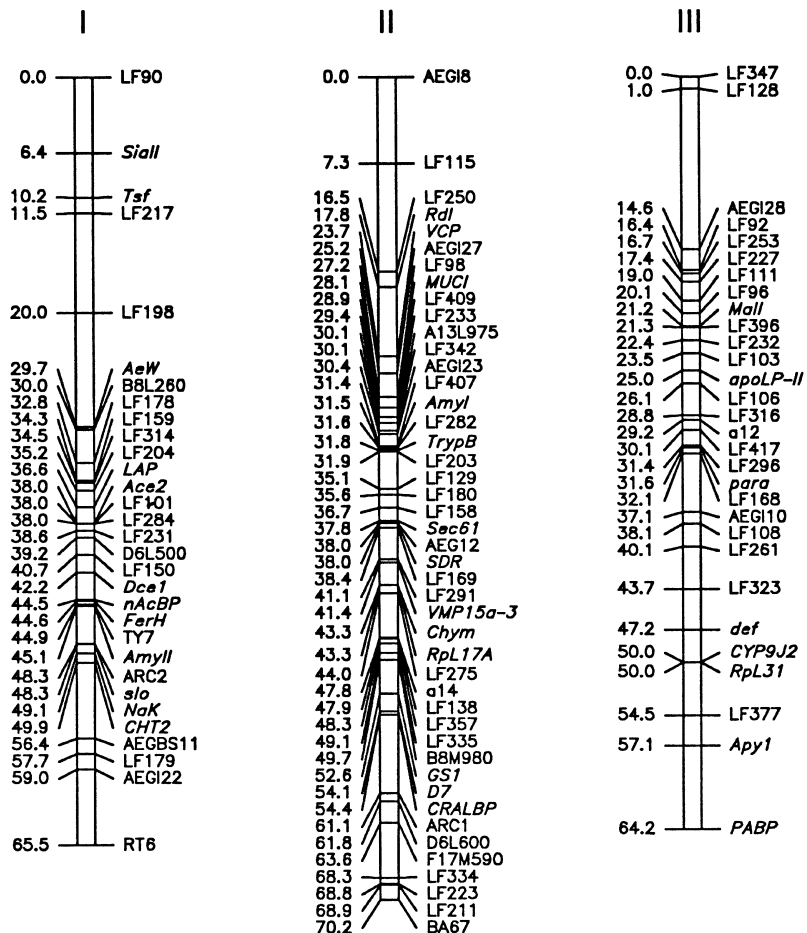 I
0.0 LF90
6.4 SiaII
10.2 Tsf
11.5 LF217
20.0 LF198
29.7 AeW
30.0 B8L260
32.8 LF178
34.3 LF159
34.5 LF314
35.2 LF204
36.6 LAP
38.0 Ace2
38.0 LF101
38.0 LF284
38.6 LF231
39.2 D6L500
40.7 LF150
42.2 Dce1
44.5 nAcBP
44.6 FerH
44.9 TY7
45.1 AmyII
48.3 ARC2
48.3 slo
49.1 NaK
49.9 CHT2
56.4 AEGBS11
57.7 LF179
59.0 AEGI22
65.5 RT6
II
0.0 AEGI8
7.3 LF115
16.5 LF250
17.8 Rdl
23.7 VCP
25.2 AEGI27
27.2 LF98
28.1 MUCI
28.9 LF409
29.4 LF233
30.1 A13L975
30.1 LF342
30.4 AEGI23
31.4 LF407
31.5 AmyI
31.6 LF282
31.8 TrypB
31.9 LF203
35.1 LF129
35.6 LF180
36.7 LF158
37.8 Sec61
38.0 AEG12
38.0 SDR
38.4 LF169
41.1 LF291
41.4 VMP15a-3
43.3 Chym
43.3 RpL17A
44.0 LF275
47.8 a14
47.9 LF138
48.3 LF357
49.1 LF335
49.7 B8M980
52.6 GS1
54.1 D7
54.4 CRALBP
61.1 ARC1
61.8 D6L600
63.6 F17M590
68.3 LF334
68.8 LF223
68.9 LF211
70.2 BA67
III
0.0 LF347
1.0 LF128
14.6 AEGI28
16.4 LF92
16.7 LF253
17.4 LF227
19.0 LF111
20.1 LF96
21.2 MalI
21.3 LF396
22.4 LF232
23.5 LF103
25.0 apoLP-II
26.1 LF106
28.8 LF316
29.2 a12
30.1 LF417
31.4 LF296
31.6 para
32.1 LF168
37.1 AEGI10
38.1 LF108
40.1 LF261
43.7 LF323
47.2 def
50.0 CYP9J2
50.0 RpL31
54.5 LF377
57.1 Apy1
64.2 PABP